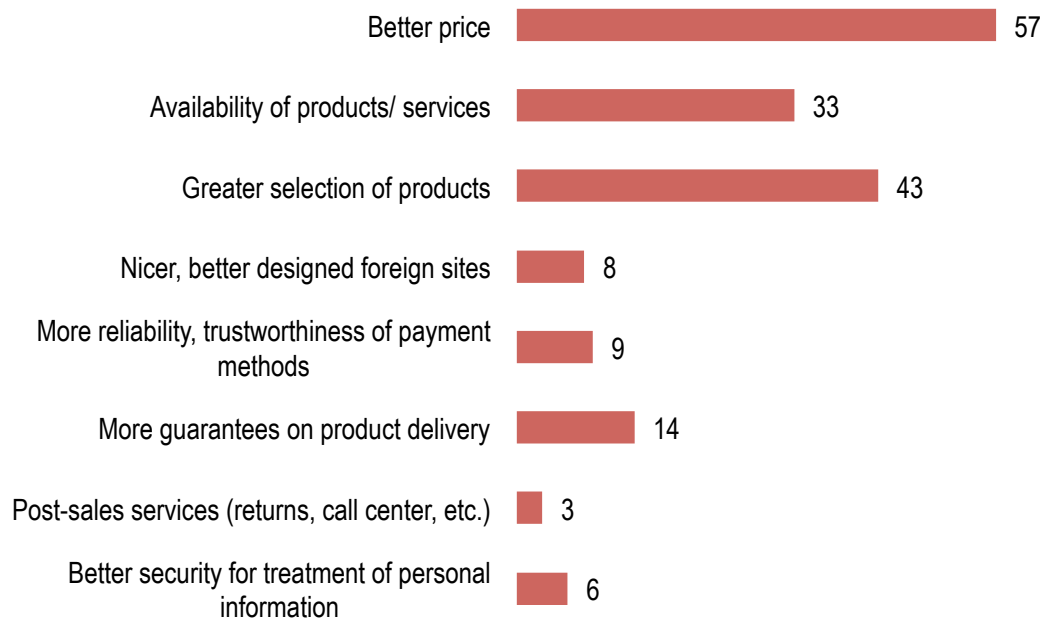 Better price 57
Availability of products/ services 33
Greater selection of products 43
Nicer, better designed foreign sites 8
More reliability, trustworthiness of payment
methods 9
More guarantees on product delivery 14
Post-sales services (returns, call center, etc.) 3
Better security for treatment of personal
information 6